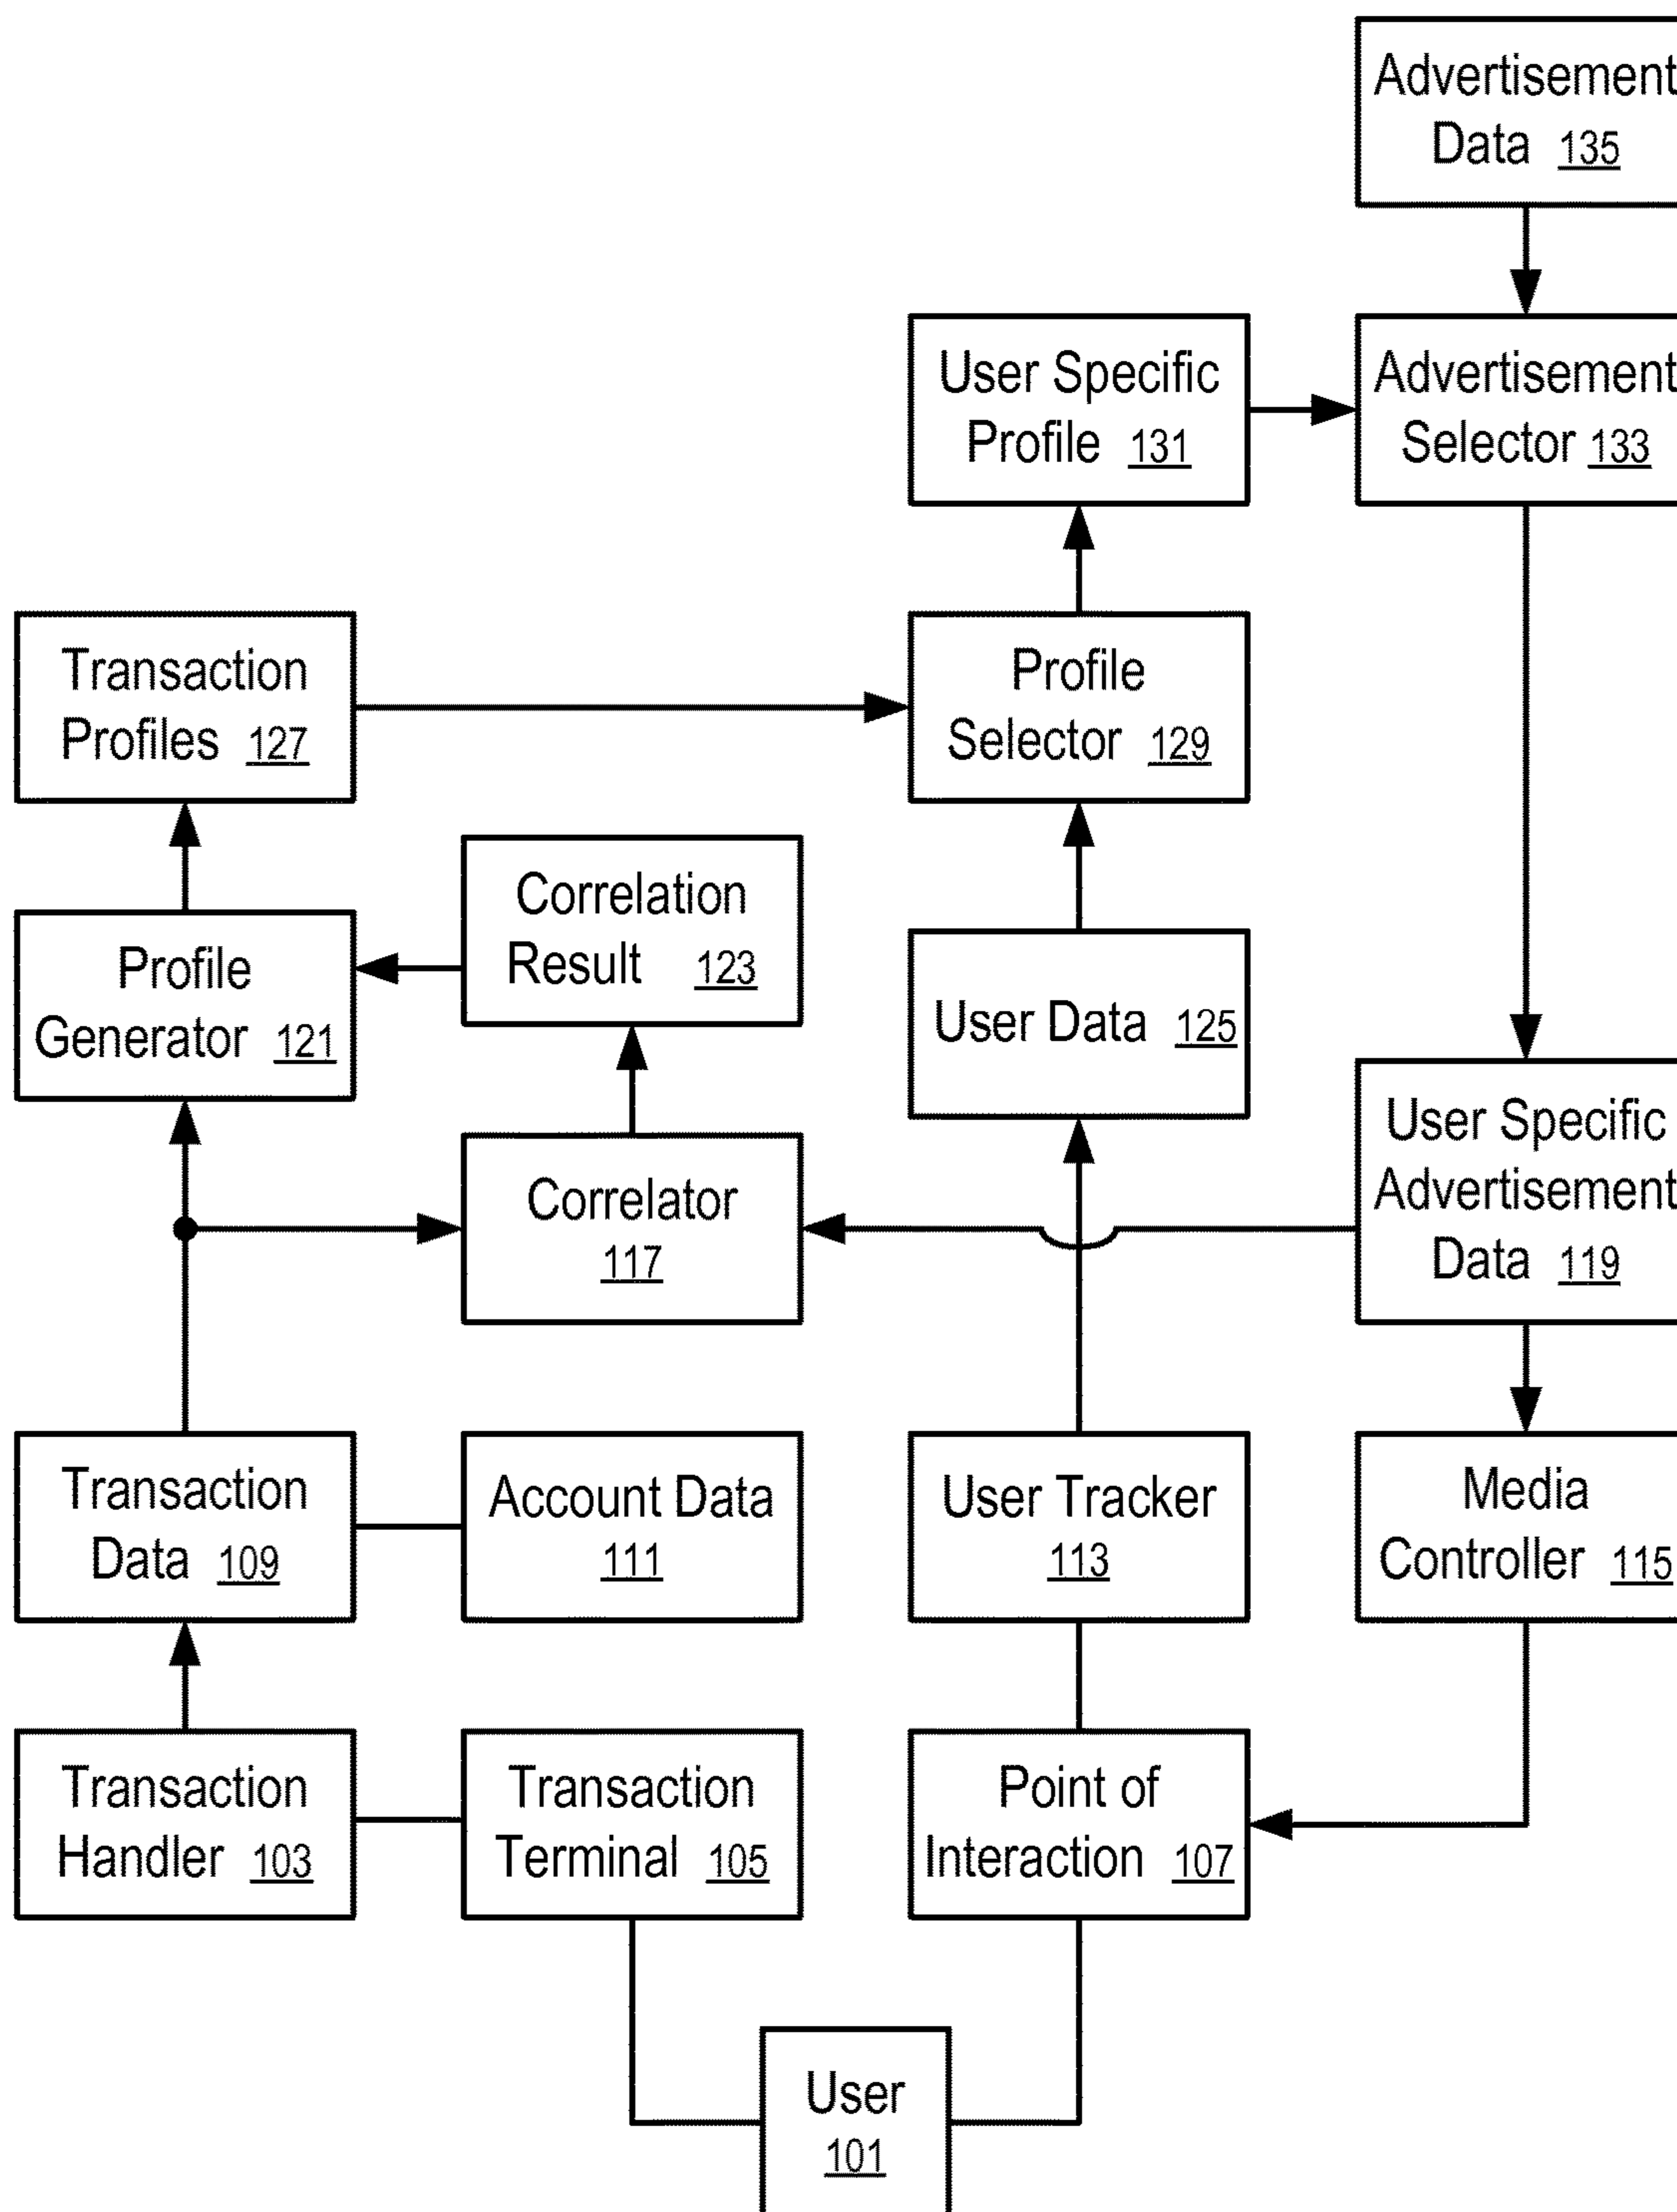 Advertisement
Data 135
User Specific
Profile 131
Advertisement
Selector 133
Transaction
Profiles 127
Profile
Selector 129
Correlation
Result 123
Profile
Generator 121
User Data 125
User Specific
Advertisement
Data 119
Correlator
117
Transaction
Data 109
Account Data
111
User Tracker
113
Media
Controller 115
Transaction
Handler 103
Transaction
Terminal 105
Point of
Interaction 107
User
101